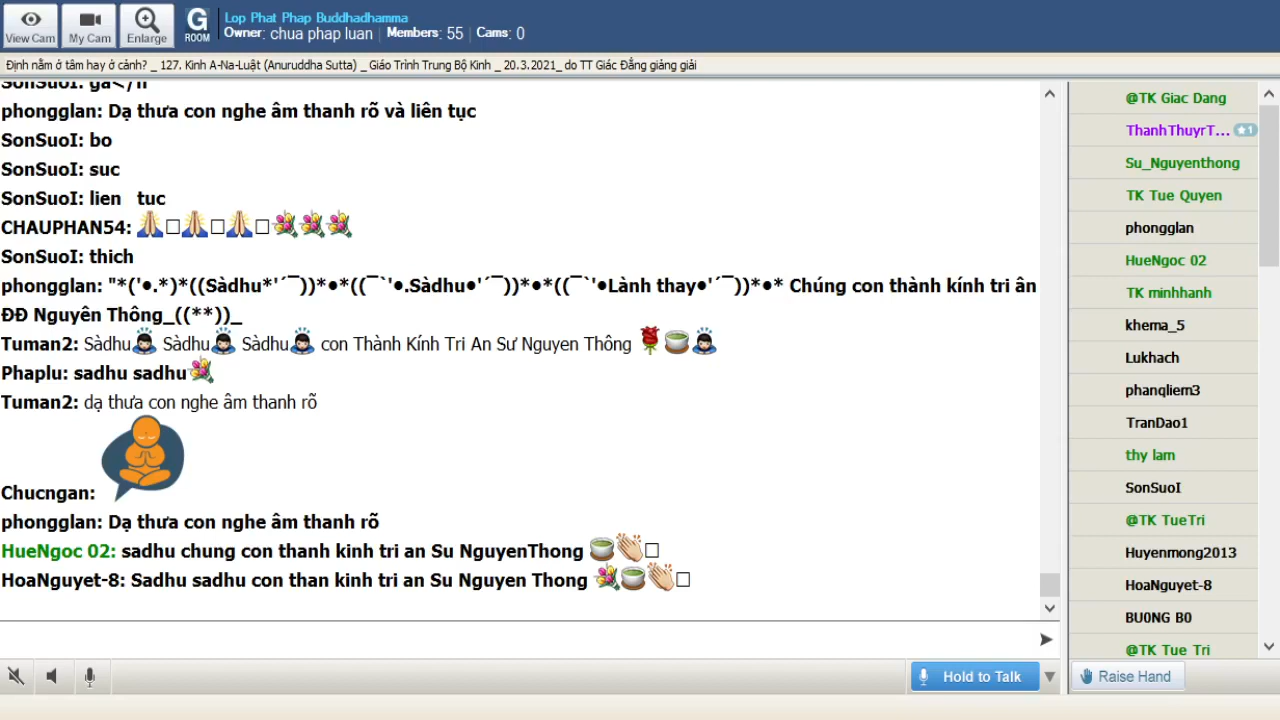 View Cam
My Cam
Enlarge
G
ROOM
Lop Phat Phap Buddhadhamma
Owner: chua pháp luan Members: 55 Cams: 0
Định nằm ở tâm hay ở cảnh? _ 127. Kinh A-Na-Luật (Anuruddha Sutta) _ Giáo Trình Trung Bộ Kinh _ 20.3.2021_ do TT Giác Đẳng giảng giải
SonSuoI:
phongglan: Dạ thưa con nghe âm thanh rõ và liên tục
SonSuoI: bo
SonSuoI: suc
SonSuoI: lien tuc
CHAUPHAN54: 🙏□🙏□🙏□💐💐💐
SonSuoI: thich
phongglan: "*('•.*)*((Sàdhu*'´¯))*•*((¯`'•.Sàdhu•'´¯))*•*((¯`'•Lành thay•'´¯))*•* Chúng con thành kính tri ân
ĐĐ Nguyên Thông_((**))_
Tuman2: Sàdhu🙇 Sàdhu🙇 Sàdhu🙇 con Thành Kính Tri An Sư Nguyen Thông 🌹🍵🙇
Phaplu: sadhu sadhu💐
Tuman2: dạ thưa con nghe âm thanh rõ
Chucngan:
phongglan: Dạ thưa con nghe âm thanh rõ
HueNgoc 02: sadhu chung con thanh kinh tri an Su NguyenThong 🍵👏□
HoaNguyet-8: Sadhu sadhu con than kinh tri an Su Nguyen Thong 💐🍵👏□
Hold to Talk
@TK Giac Dang
ThanhThuyrT... ★1
Su_Nguyenthong
TK Tue Quyen
phongglan
HueNgoc 02
TK minhhanh
khema_5
Lukhach
phanqliem3
TranDao1
thy lam
SonSuoI
@TK TueTri
Huyenmong2013
HoaNguyet-8
BU0NG B0
@TK Tue Tri
Raise Hand